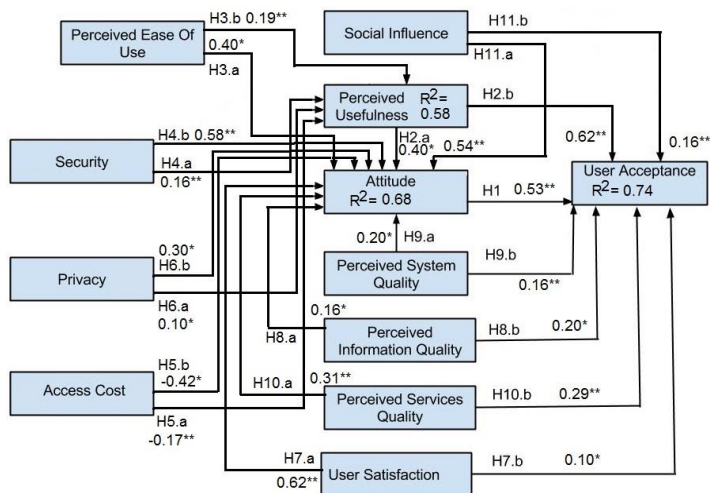 H3.b 0.19**
Perceived Ease Of
Use
0.40*
H3.a
Social Influence
H11.b
H11.a
Perceived R²=
Usefulness 0.58
H2.b
H2.a
0.40*
0.54**
0.62**
0.16**
Security
H4.b 0.58**
H4.a
0.16**
Attitude
R²= 0.68
H1 0.53**
User Acceptance
R²= 0.74
0.20* H9.a
Perceived System
Quality
H9.b
0.16**
Privacy
0.30*
H6.b
H6.a
0.10*
0.16*
H8.a
Perceived
Information Quality
H8.b 0.20*
Access Cost
H5.b
-0.42*
H5.a
-0.17**
H10.a 0.31**
Perceived Services
Quality
H10.b 0.29**
H7.a
0.62**
User Satisfaction
H7.b 0.10*